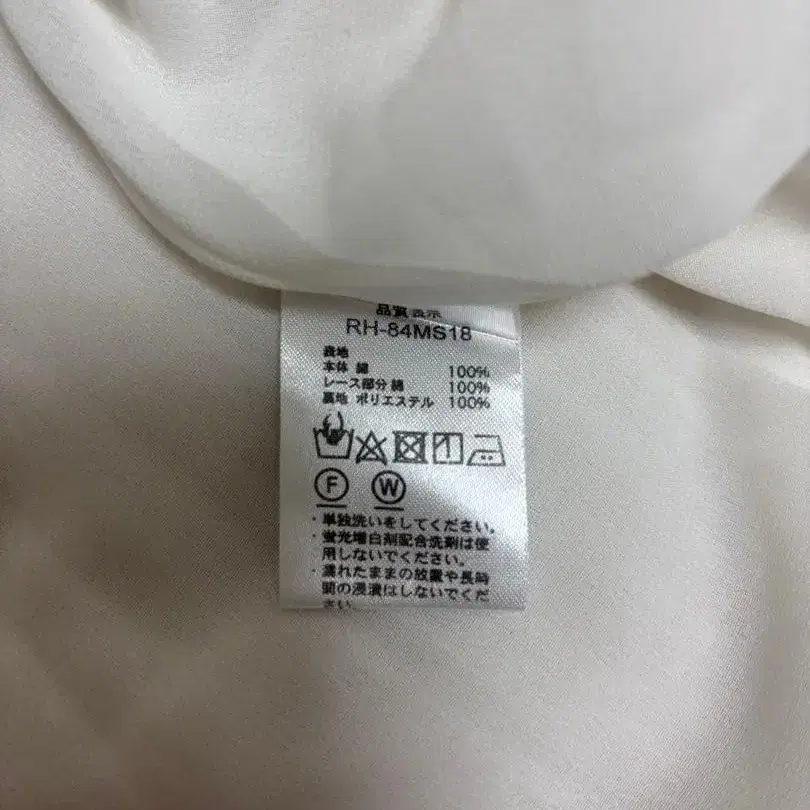 品質表示
RH-84MS18
表地
本体 綿 100%
レース部分 綿 100%
裏地 ポリエステル 100%
F W
・単独洗いをしてください。
・蛍光増白剤配合洗剤は使
用しないでください。
・濡れたままの放置や長時
間の浸漬はしないでくだ
さい。